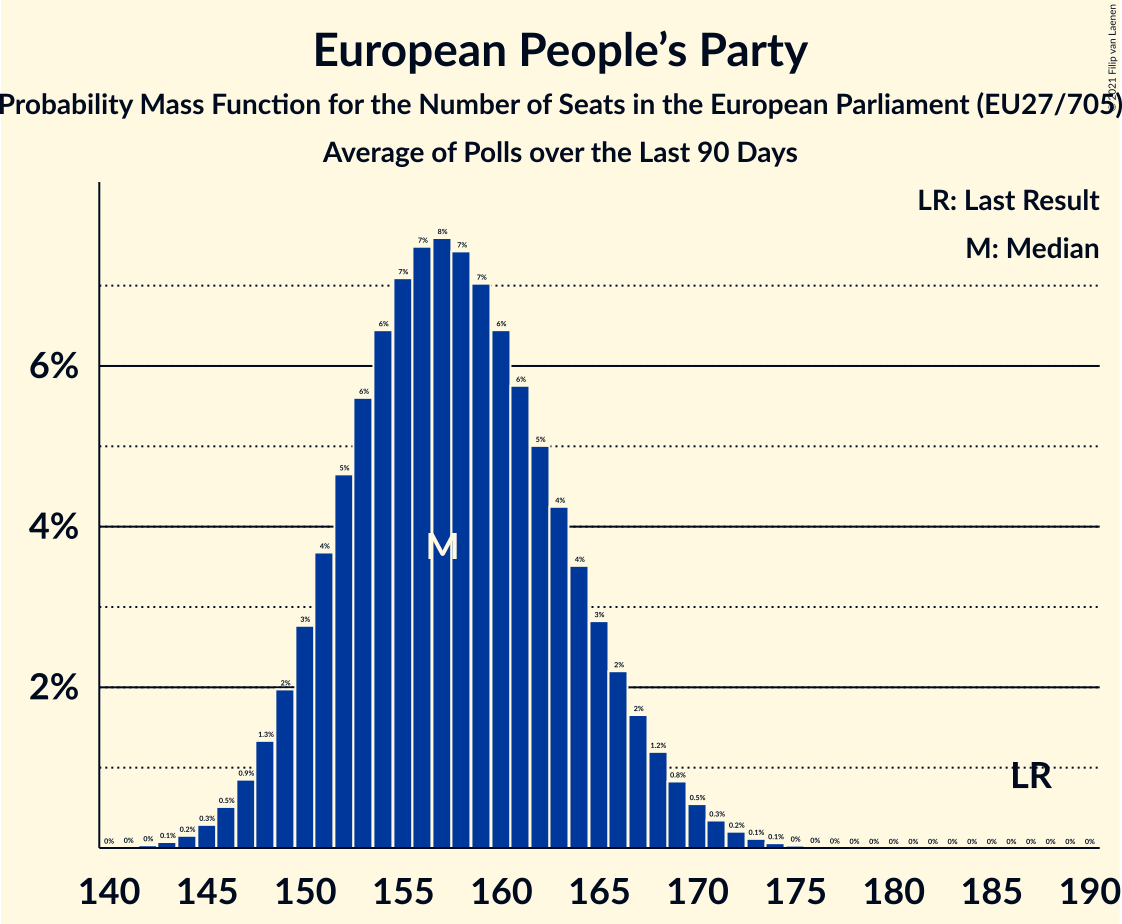 European People's Party
Probability Mass Function for the Number of Seats in the European Parliament (EU27/705)
Average of Polls over the Last 90 Days
© 2021 Filip van Laenen
LR: Last Result
M: Median
6%
4%
2%
0% 0% 0% 0.1% 0.2% 0.3% 0.5% 0.9% 1.3% 2% 3% 4% 5% 6% 6% 7% 7% 8% 7% 7% 6% 6% 5% 4% 4% 3% 2% 2% 1.2% 0.8% 0.5% 0.3% 0.2% 0.1% 0.1% 0% 0% 0% 0% 0% 0% 0% 0% 0% 0% 0% 0% 0% 0% 0% 0%
M
LR
140 145 150 155 160 165 170 175 180 185 190